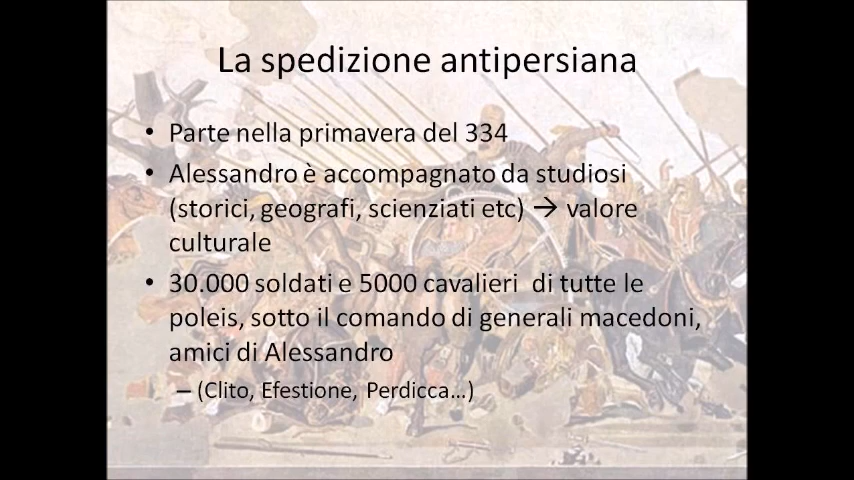 La spedizione antipersiana
• Parte nella primavera del 334
• Alessandro è accompagnato da studiosi
(storici, geografi, scienziati etc) → valore
culturale
• 30.000 soldati e 5000 cavalieri di tutte le
poleis, sotto il comando di generali macedoni,
amici di Alessandro
– (Clito, Efestione, Perdicca...)